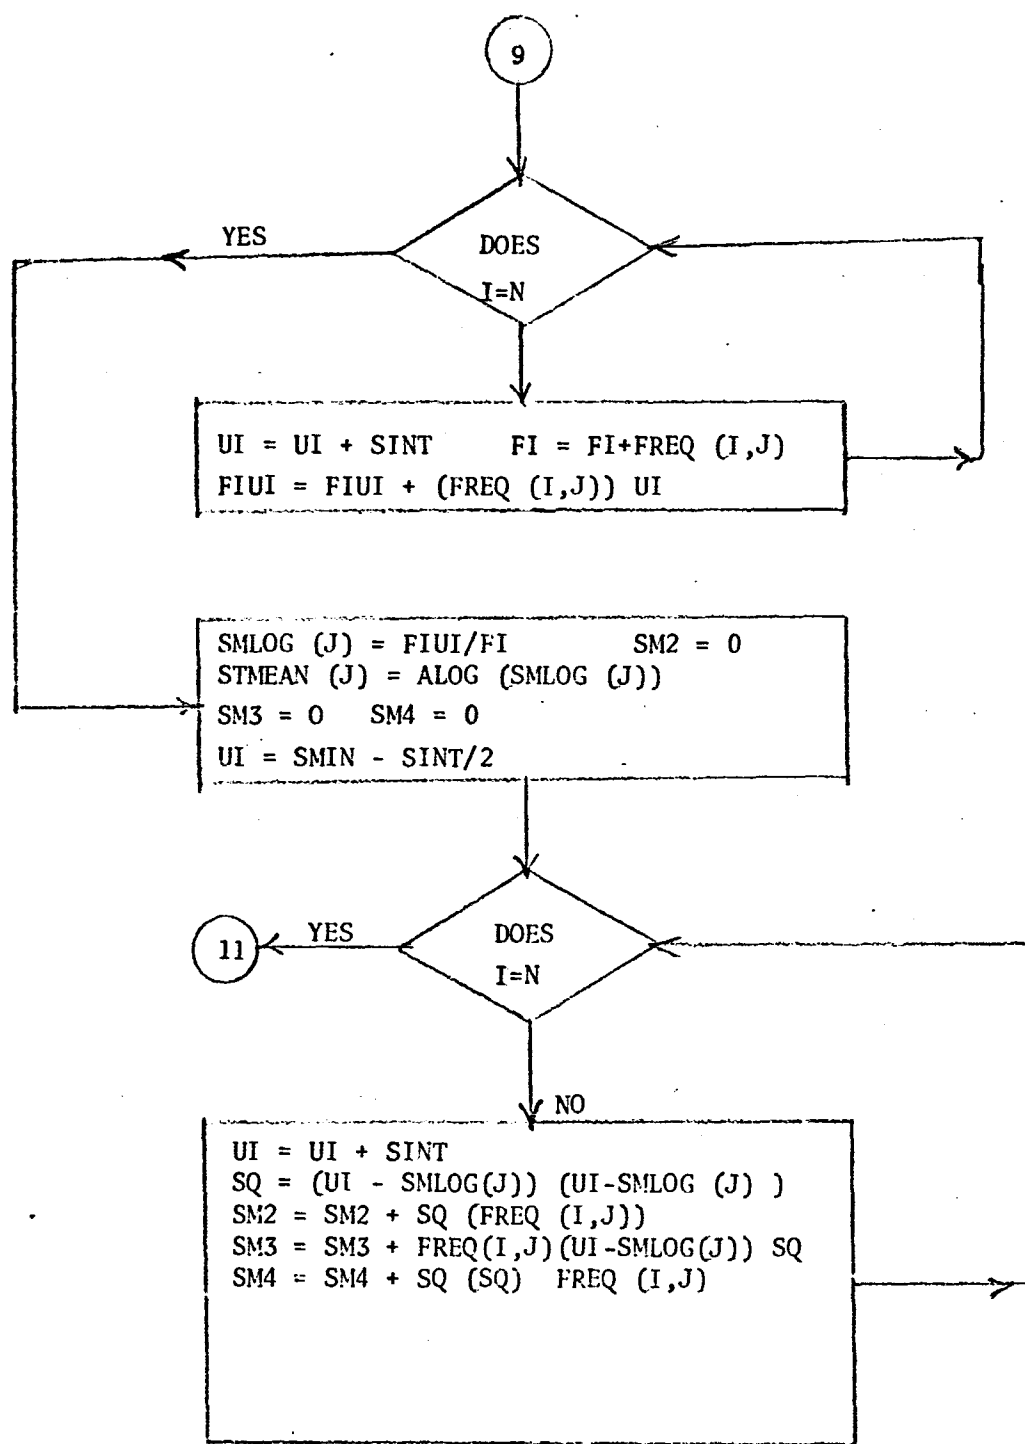 9
DOES
YES
I=N
UI = UI + SINT FI = FI+FREQ (I,J)
FIUI = FIUI + (FREQ (I,J)) UI
SMLOG (J) = FIUI/FI SM2 = 0
STMEAN (J) = ALOG (SMLOG (J))
SM3 = 0 SM4 = 0
UI = SMIN - SINT/2
DOES
YES
11
I=N
NO
UI = UI + SINT
SQ = (UI - SMLOG(J)) (UI-SMLOG (J) )
SM2 = SM2 + SQ (FREQ (I,J))
SM3 = SM3 + FREQ(I,J)(UI-SMLOG(J)) SQ
SM4 = SM4 + SQ (SQ) FREQ (I,J)